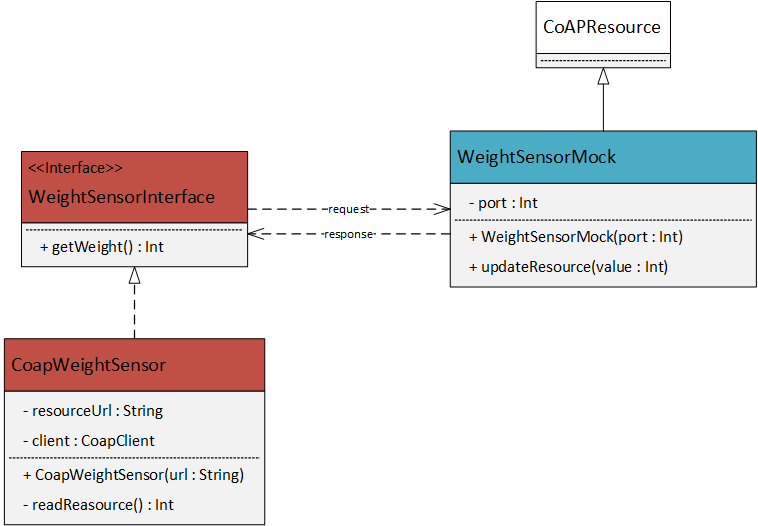 CoAPResource
WeightSensorMock
- port : Int
+ WeightSensorMock(port : Int)
+ updateResource(value : Int)
<<Interface>>
WeightSensorInterface
+ getWeight() : Int
request
response
CoapWeightSensor
- resourceUrl : String
- client : CoapClient
+ CoapWeightSensor(url : String)
- readReasource() : Int